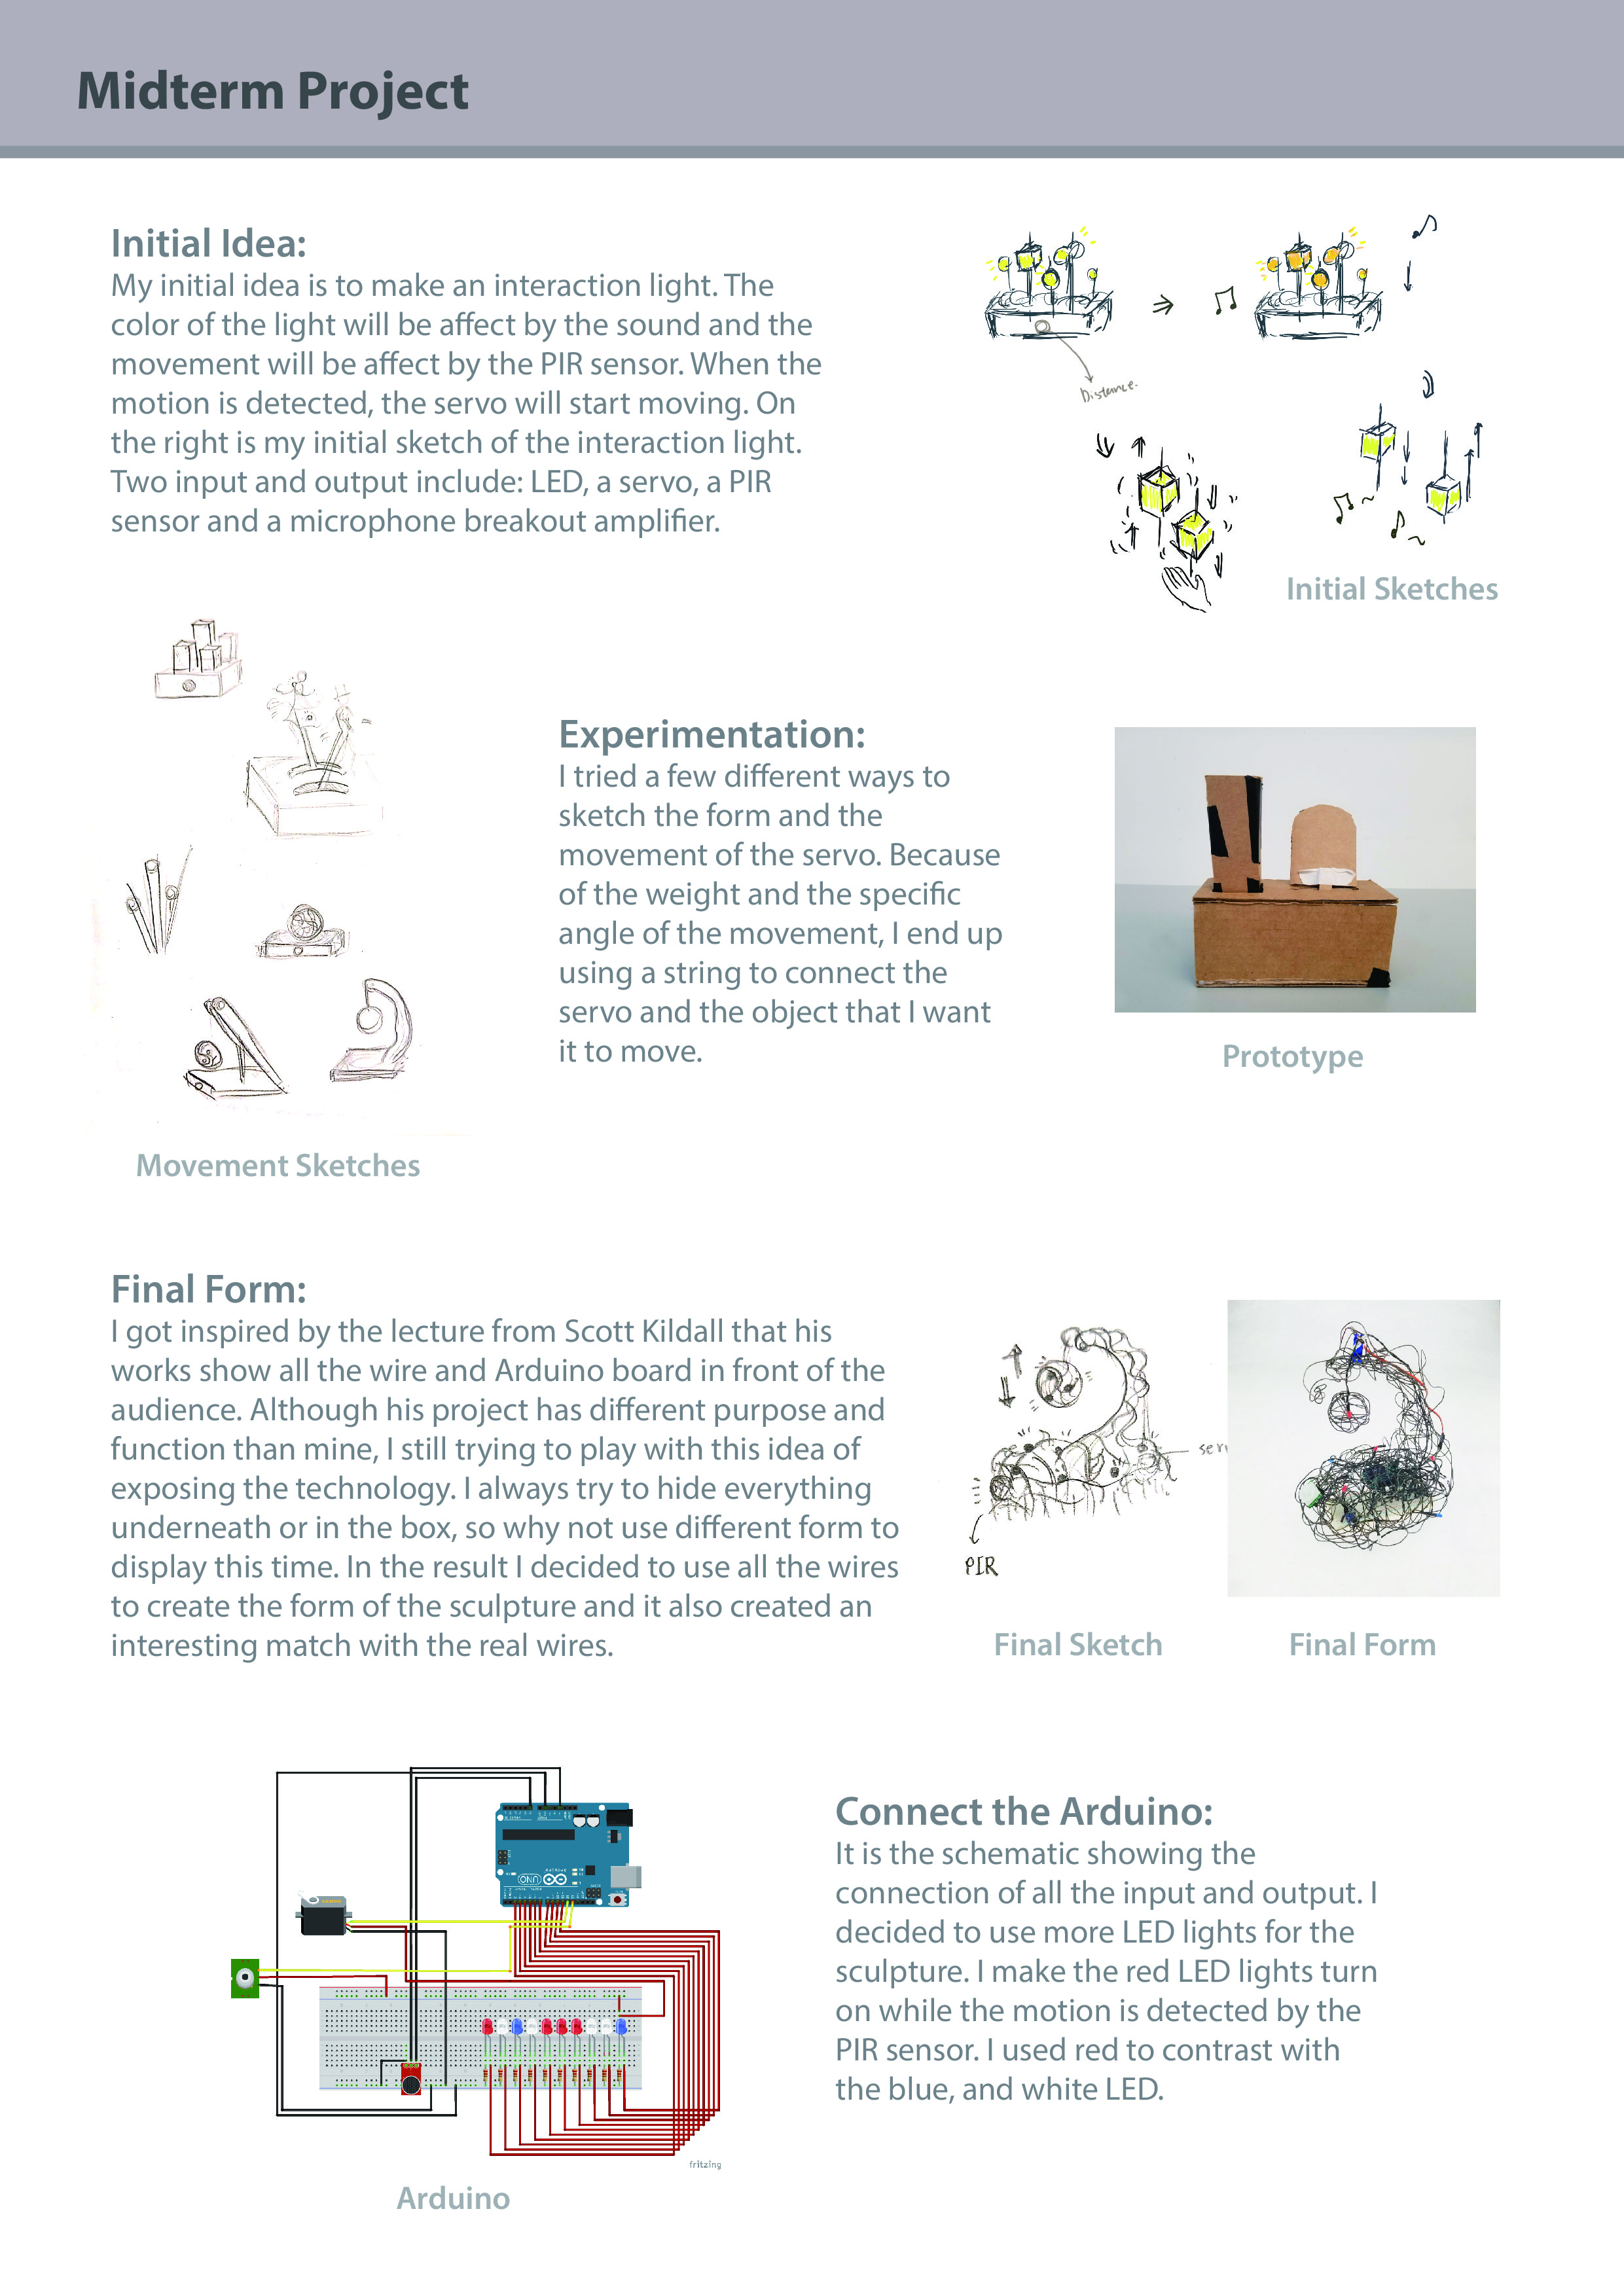 Midterm Project
Initial Idea:
My initial idea is to make an interaction light. The
color of the light will be affect by the sound and the
movement will be affect by the PIR sensor. When the
motion is detected, the servo will start moving. On
the right is my initial sketch of the interaction light.
Two input and output include: LED, a servo, a PIR
sensor and a microphone breakout amplifier.
Distance.
Initial Sketches
Experimentation:
I tried a few different ways to
sketch the form and the
movement of the servo. Because
of the weight and the specific
angle of the movement, I end up
using a string to connect the
servo and the object that I want
it to move.
Prototype
Movement Sketches
Final Form:
I got inspired by the lecture from Scott Kildall that his
works show all the wire and Arduino board in front of the
audience. Although his project has different purpose and
function than mine, I still trying to play with this idea of
exposing the technology. I always try to hide everything
underneath or in the box, so why not use different form to
display this time. In the result I decided to use all the wires
to create the form of the sculpture and it also created an
interesting match with the real wires.
PIR
Final Sketch
Final Form
UNO
Connect the Arduino:
It is the schematic showing the
connection of all the input and output. I
decided to use more LED lights for the
sculpture. I make the red LED lights turn
on while the motion is detected by the
PIR sensor. I used red to contrast with
the blue, and white LED.
fritzing
Arduino